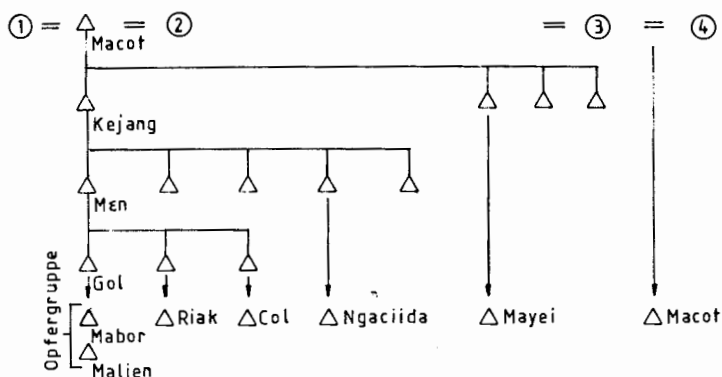 ① = = ② = ③ = ④
Macot
Kejang
Mɛn
Gol
Opfergruppe
Mabor Riak Col Ngaciida Mayei Macot
Malien